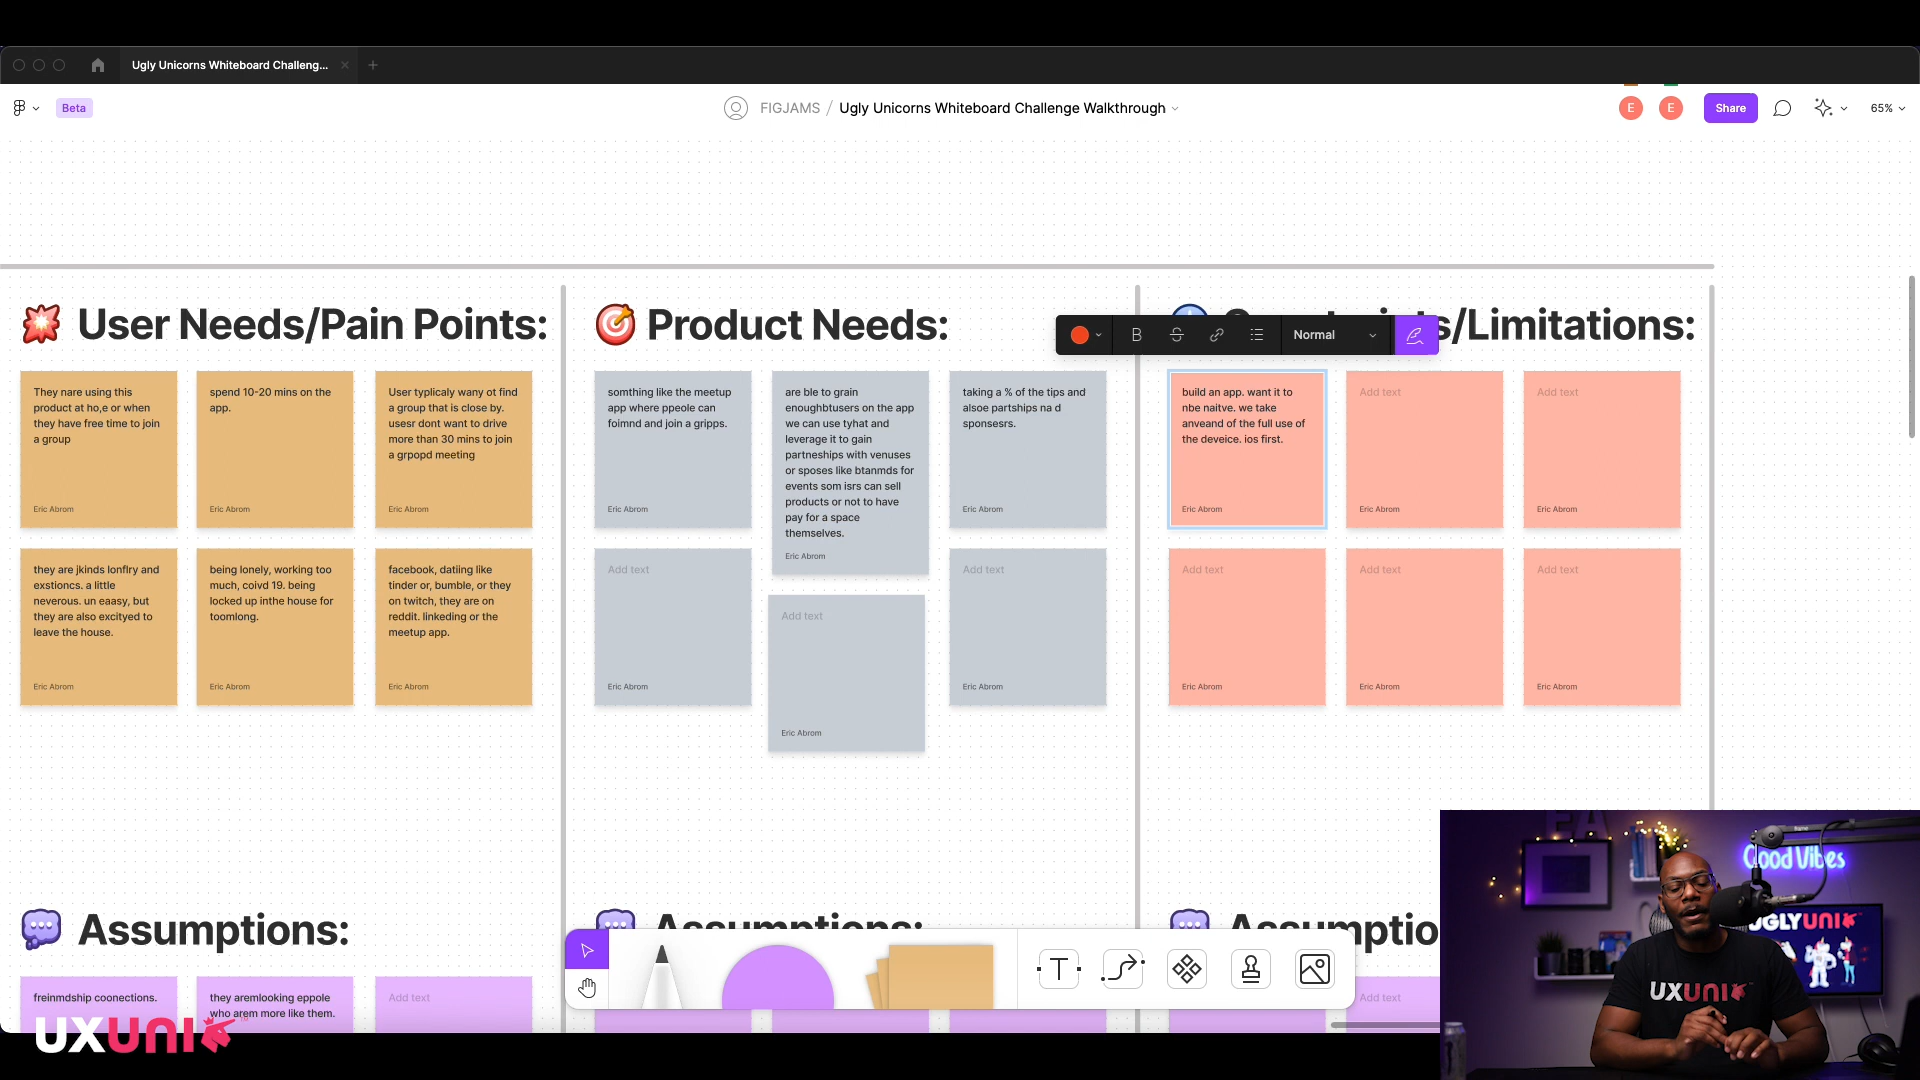 Ugly Unicorns Whiteboard Challeng...
Beta
FIGJAMS / Ugly Unicorns Whiteboard Challenge Walkthrough
E
E
Share
65%
User Needs/Pain Points:
They nare using this
product at ho,e or when
they have free time to join
a group
Eric Abrom
spend 10-20 mins on the
app.
Eric Abrom
User typlicaly wany ot find
a group that is close by.
usesr dont want to drive
more than 30 mins to join
a grpopd meeting
Eric Abrom
they are jkinds lonflry and
exstioncs. a little
neverous. un eaasy, but
they are also excityed to
leave the house.
Eric Abrom
being lonely, working too
much, coivd 19. being
locked up inthe house for
toomlong.
Eric Abrom
facebook, datiing like
tinder or, bumble, or they
on twitch, they are on
reddit. linkeding or the
meetup app.
Eric Abrom
Product Needs:
somthing like the meetup
app where ppeole can
foimnd and join a gripps.
Eric Abrom
are ble to grain
enoughbtusers on the app
we can use tyhat and
leverage it to gain
partneships with venuses
or sposes like btanmds for
events som isrs can sell
products or not to have
pay for a space
themselves.
Eric Abrom
taking a % of the tips and
alsoe partships na d
sponsesrs.
Eric Abrom
Add text
Eric Abrom
Add text
Eric Abrom
Add text
Eric Abrom
s/Limitations:
Normal
build an app. want it to
nbe naitve. we take
anveand of the full use of
the deveice. ios first.
Eric Abrom
Add text
Eric Abrom
Add text
Eric Abrom
Add text
Eric Abrom
Add text
Eric Abrom
Add text
Eric Abrom
Assumptions:
freinmdship coonections.
they aremlooking eppole
who arem more like them.
Add text
Assumptions:
Assumptio
Add text
UXUNI
Good Vibes
UGLYUNI
UXUNI